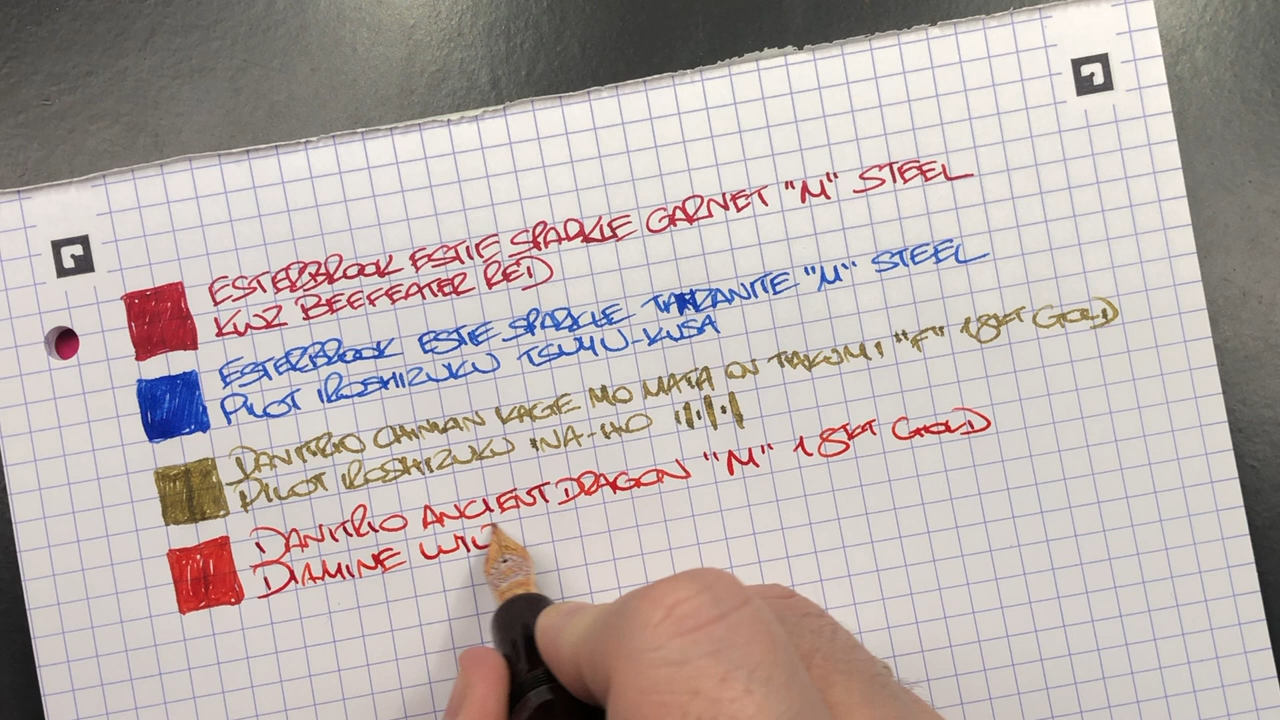 ESTERBROOK ESTIE SPARKLE GARNET "M" STEEL
KWZ BEEFEATER RED
ESTERBROOK ESTIE SPARKLE TANZANITE "M" STEEL
PILOT IROSHIZUKU TSUYU-KUSA
DANITRIO CHINMAN KAGE MO MATA ON TAKUMI "F" 18KT GOLD
PILOT IROSHIZUKU INA-HO
DANITRIO ANCIENT DRAGON "M" 18KT GOLD
DIAMINE